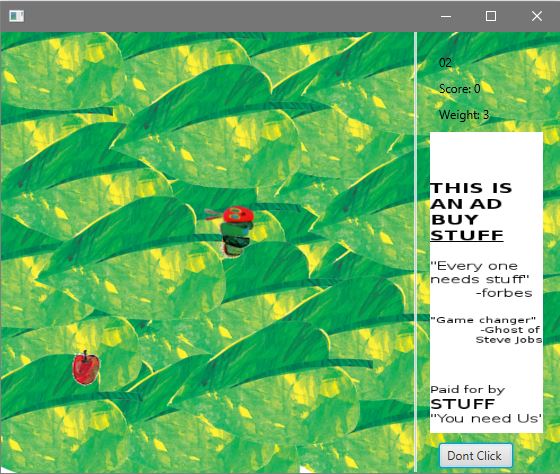 02
Score: 0
Weight: 3
THIS IS
AN AD
BUY
STUFF
"Every one
needs stuff"
-forbes
"Game changer"
-Ghost of
Steve Jobs
Paid for by
STUFF
"You need Us'
Dont Click